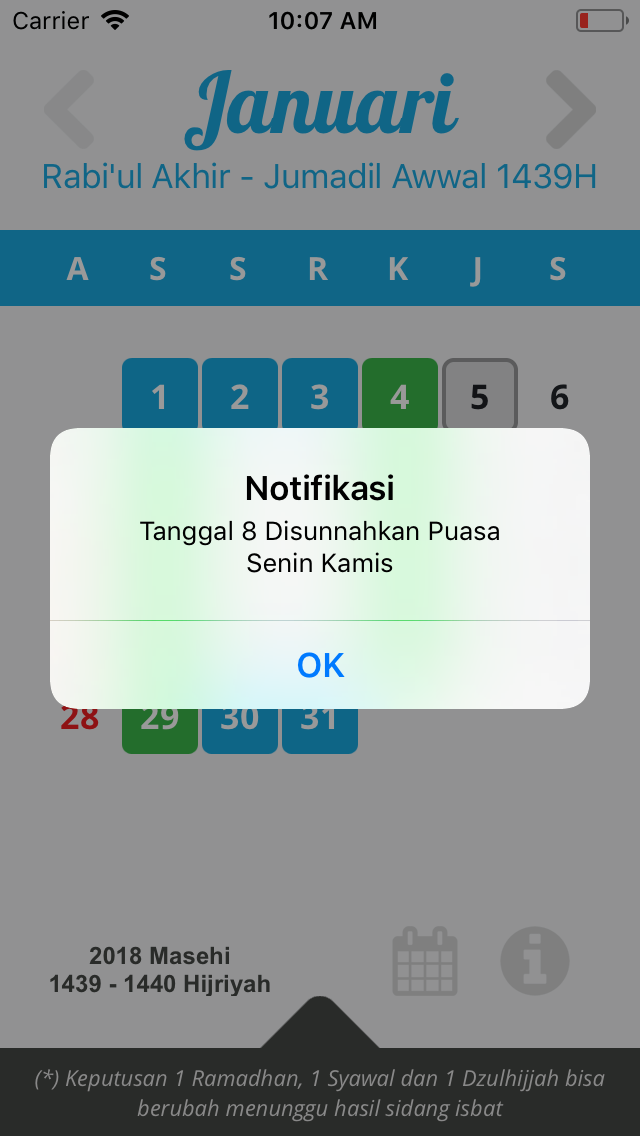 Carrier 10:07 AM
Januari
Rabi'ul Akhir - Jumadil Awwal 1439H
A S S R K J S
1 2 3 4 5 6
Notifikasi
Tanggal 8 Disunnahkan Puasa
Senin Kamis
OK
28 29 30 31
2018 Masehi
1439 - 1440 Hijriyah
(*) Keputusan 1 Ramadhan, 1 Syawal dan 1 Dzulhijjah bisa
berubah menunggu hasil sidang isbat